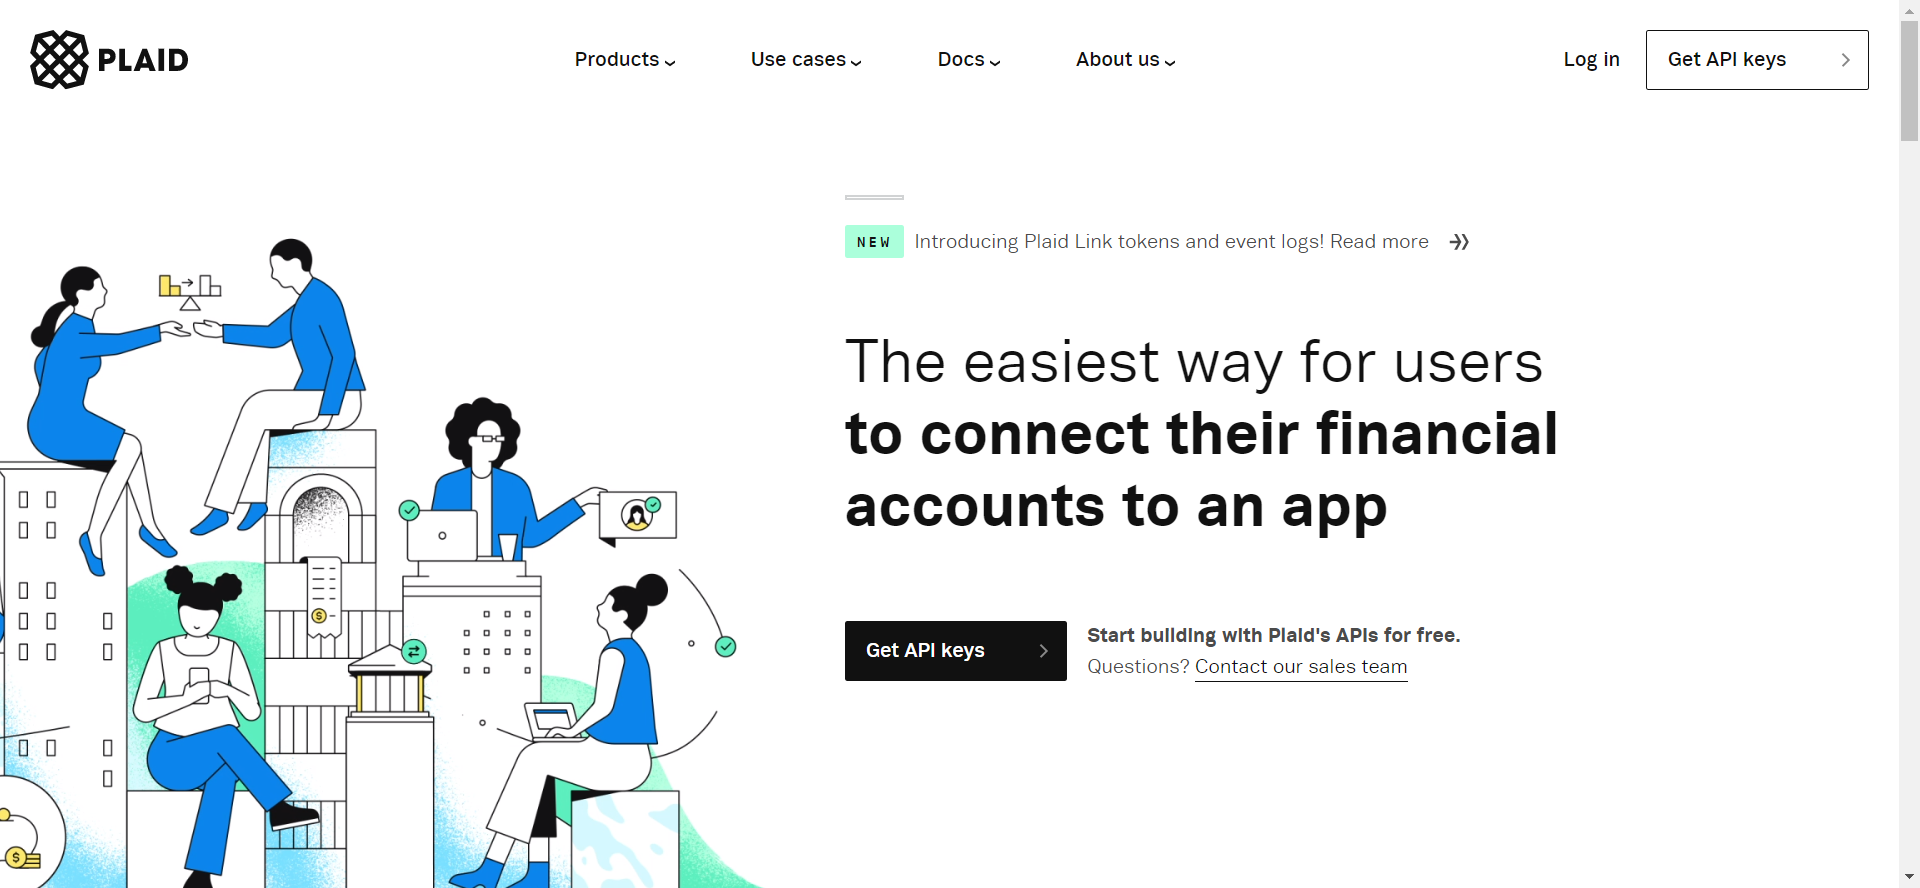 PLAID
Products
Use cases
Docs
About us
Log in
Get API keys
NEW Introducing Plaid Link tokens and event logs! Read more
The easiest way for users
to connect their financial
accounts to an app
Get API keys
Start building with Plaid's APIs for free.
Questions? Contact our sales team
$
$